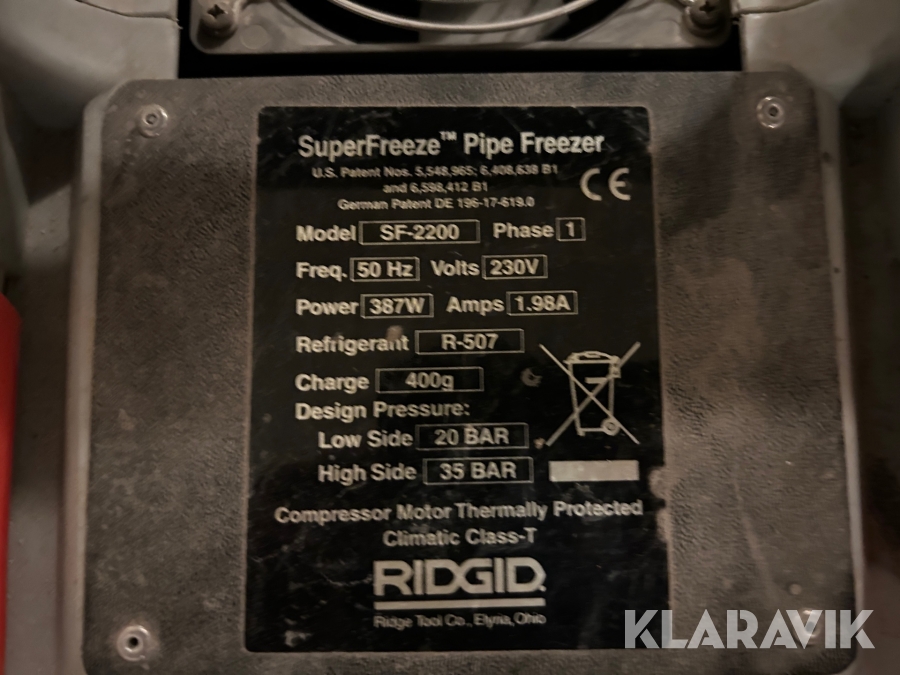 SuperFreeze™ Pipe Freezer
U.S. Patent Nos. 5,548,965; 6,408,638 B1
and 6,598,412 B1
German Patent DE 196-17-619.0
CE
Model SF-2200 Phase 1
Freq. 50 Hz Volts 230V
Power 387W Amps 1.98A
Refrigerant R-507
Charge 400g
Design Pressure:
Low Side 20 BAR
High Side 35 BAR
Compressor Motor Thermally Protected
Climatic Class-T
RIDGID
Ridge Tool Co., Elyria, Ohio
KLARAVIK